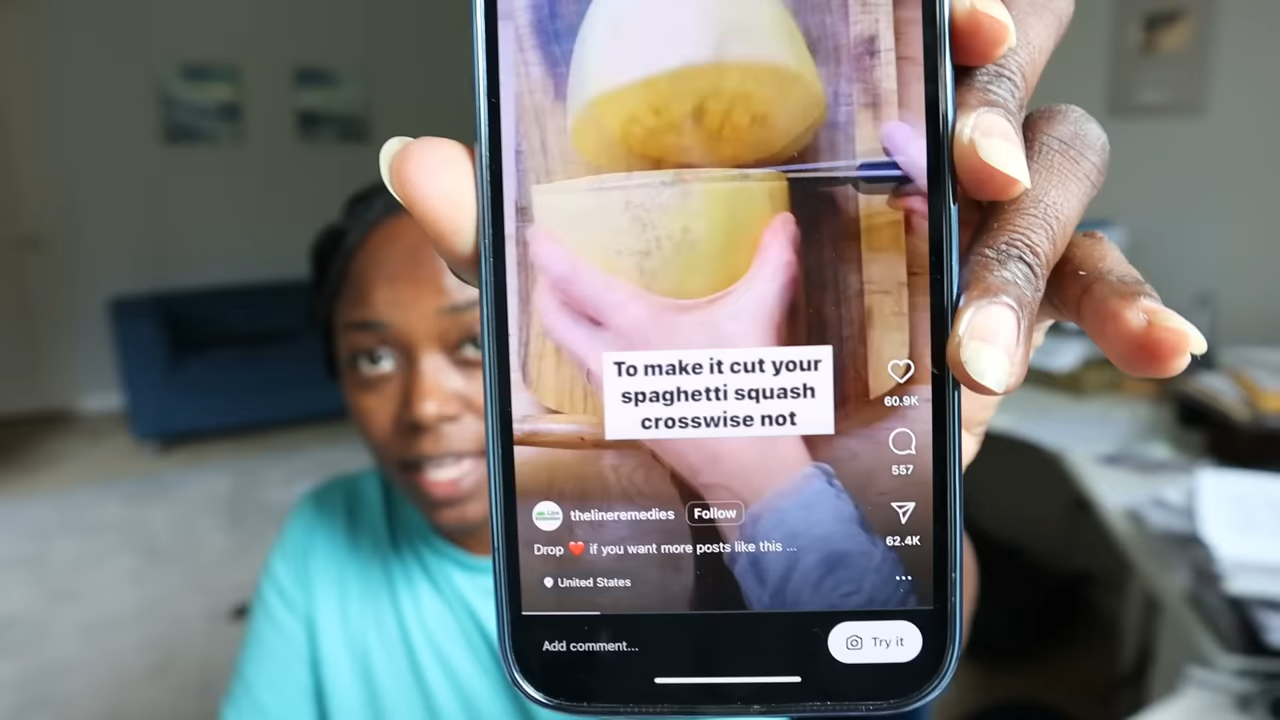 To make it cut your
spaghetti squash
crosswise not
60.9K
557
thelineremedies Follow
62.4K
Drop ❤️ if you want more posts like this ...
United States
Add comment...
Try it